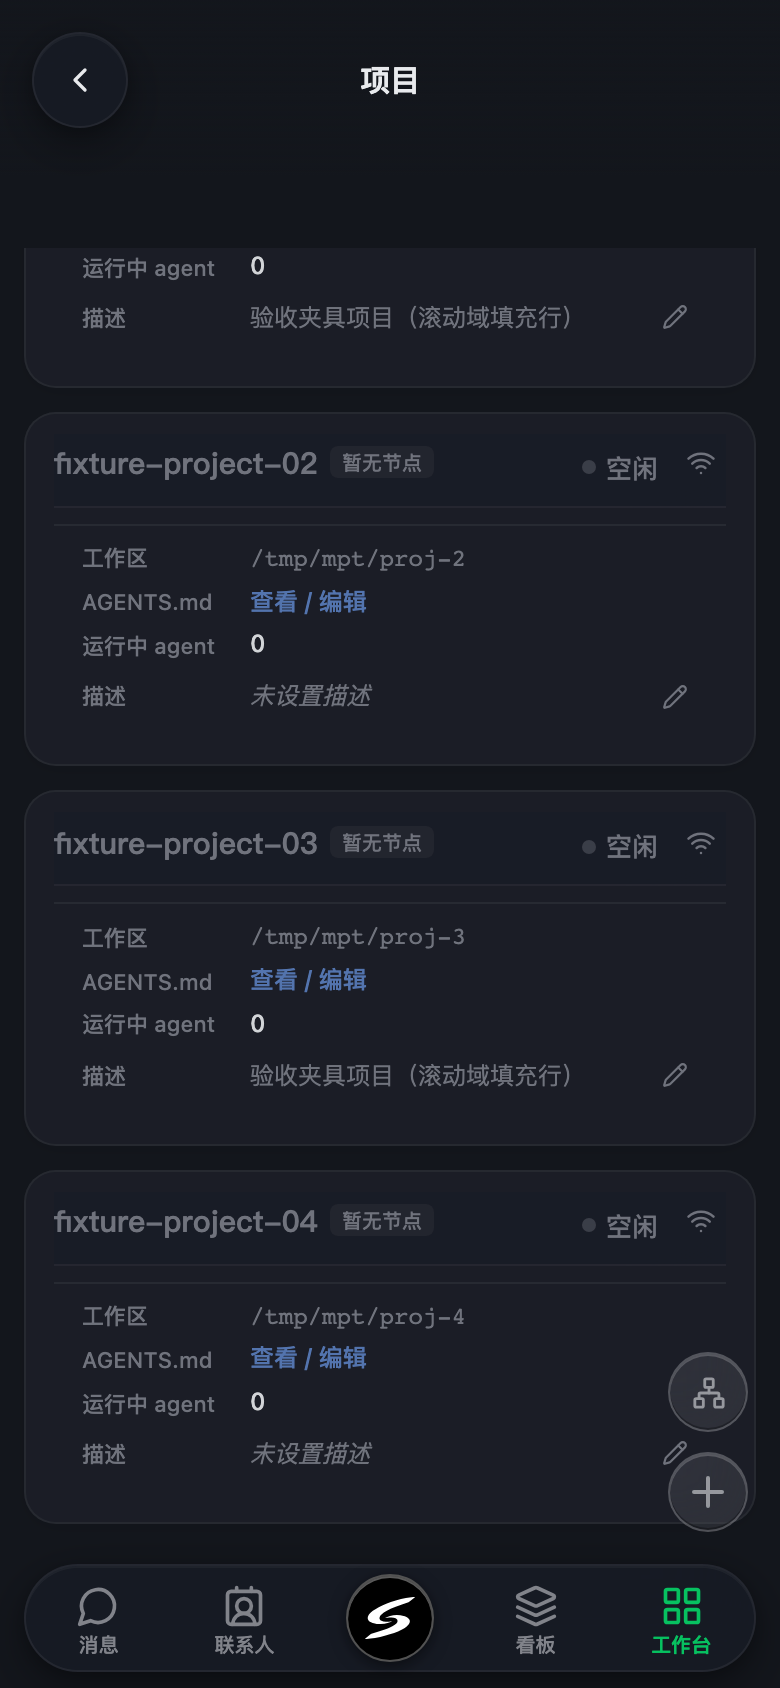 项目
运行中 agent 0
描述 验收夹具项目（滚动域填充行）
fixture-project-02 暂无节点 空闲
工作区 /tmp/mpt/proj-2
AGENTS.md 查看 / 编辑
运行中 agent 0
描述 未设置描述
fixture-project-03 暂无节点 空闲
工作区 /tmp/mpt/proj-3
AGENTS.md 查看 / 编辑
运行中 agent 0
描述 验收夹具项目（滚动域填充行）
fixture-project-04 暂无节点 空闲
工作区 /tmp/mpt/proj-4
AGENTS.md 查看 / 编辑
运行中 agent 0
描述 未设置描述
消息 联系人 看板 工作台